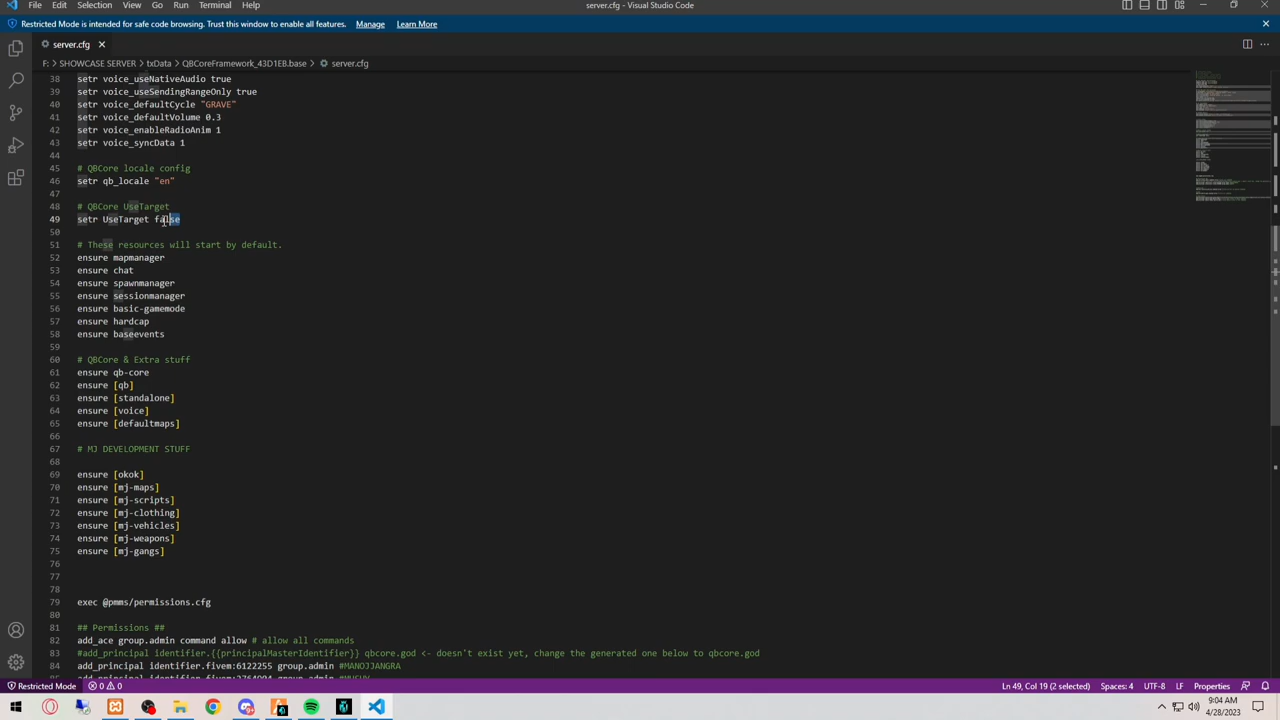 File Edit Selection View Go Run Terminal Help
server.cfg - Visual Studio Code
Restricted Mode is intended for safe code browsing. Trust this window to enable all features. Manage Learn More
server.cfg
F: > SHOWCASE SERVER > txData > QBCoreFramework_43D1EB.base > server.cfg
38 setr voice_useNativeAudio true
39 setr voice_useSendingRangeOnly true
40 setr voice_defaultCycle "GRAVE"
41 setr voice_defaultVolume 0.3
42 setr voice_enableRadioAnim 1
43 setr voice_syncData 1
44
45 # QBCore locale config
46 setr qb_locale "en"
47
48 # QBCore UseTarget
49 setr UseTarget false
50
51 # These resources will start by default.
52 ensure mapmanager
53 ensure chat
54 ensure spawnmanager
55 ensure sessionmanager
56 ensure basic-gamemode
57 ensure hardcap
58 ensure baseevents
59
60 # QBCore & Extra stuff
61 ensure qb-core
62 ensure [qb]
63 ensure [standalone]
64 ensure [voice]
65 ensure [defaultmaps]
66
67 # MJ DEVELOPMENT STUFF
68
69 ensure [okok]
70 ensure [mj-maps]
71 ensure [mj-scripts]
72 ensure [mj-clothing]
73 ensure [mj-vehicles]
74 ensure [mj-weapons]
75 ensure [mj-gangs]
76
77
78
79 exec @pmms/permissions.cfg
80
81 ## Permissions ##
82 add_ace group.admin command allow # allow all commands
83 #add_principal identifier.{{principalMasterIdentifier}} qbcore.god <- doesn't exist yet, change the generated one below to qbcore.god
84 add_principal identifier.fivem:6122255 group.admin #MANOJJANGRA
Restricted Mode 0 0 Ln 49, Col 19 (2 selected) Spaces: 4 UTF-8 LF Properties
9:04 AM
4/28/2023